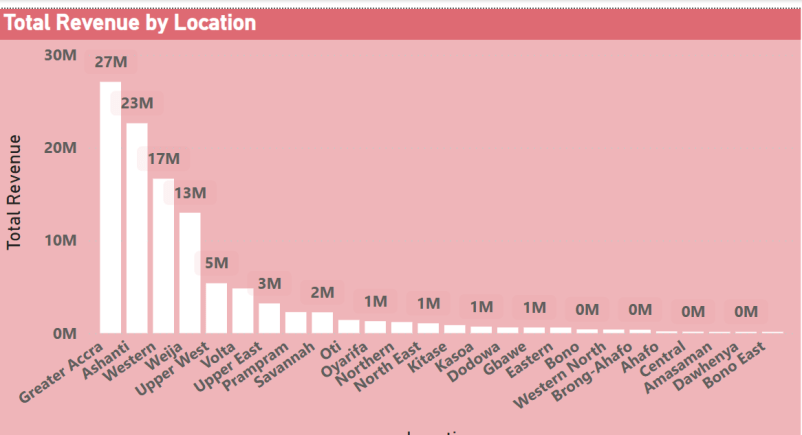 Total Revenue by Location
Total Revenue
30M
20M
10M
0M
27M
23M
17M
13M
5M
3M
2M
1M
1M
1M
1M
0M
0M
0M
0M
Greater Accra
Ashanti
Western
Weija
Upper West
Volta
Upper East
Prampram
Savannah
Oti
Oyarifa
Northern
North East
Kitase
Kasoa
Dodowa
Gbawe
Eastern
Bono
Western North
Brong-Ahafo
Ahafo
Central
Amasaman
Dawhenya
Bono East